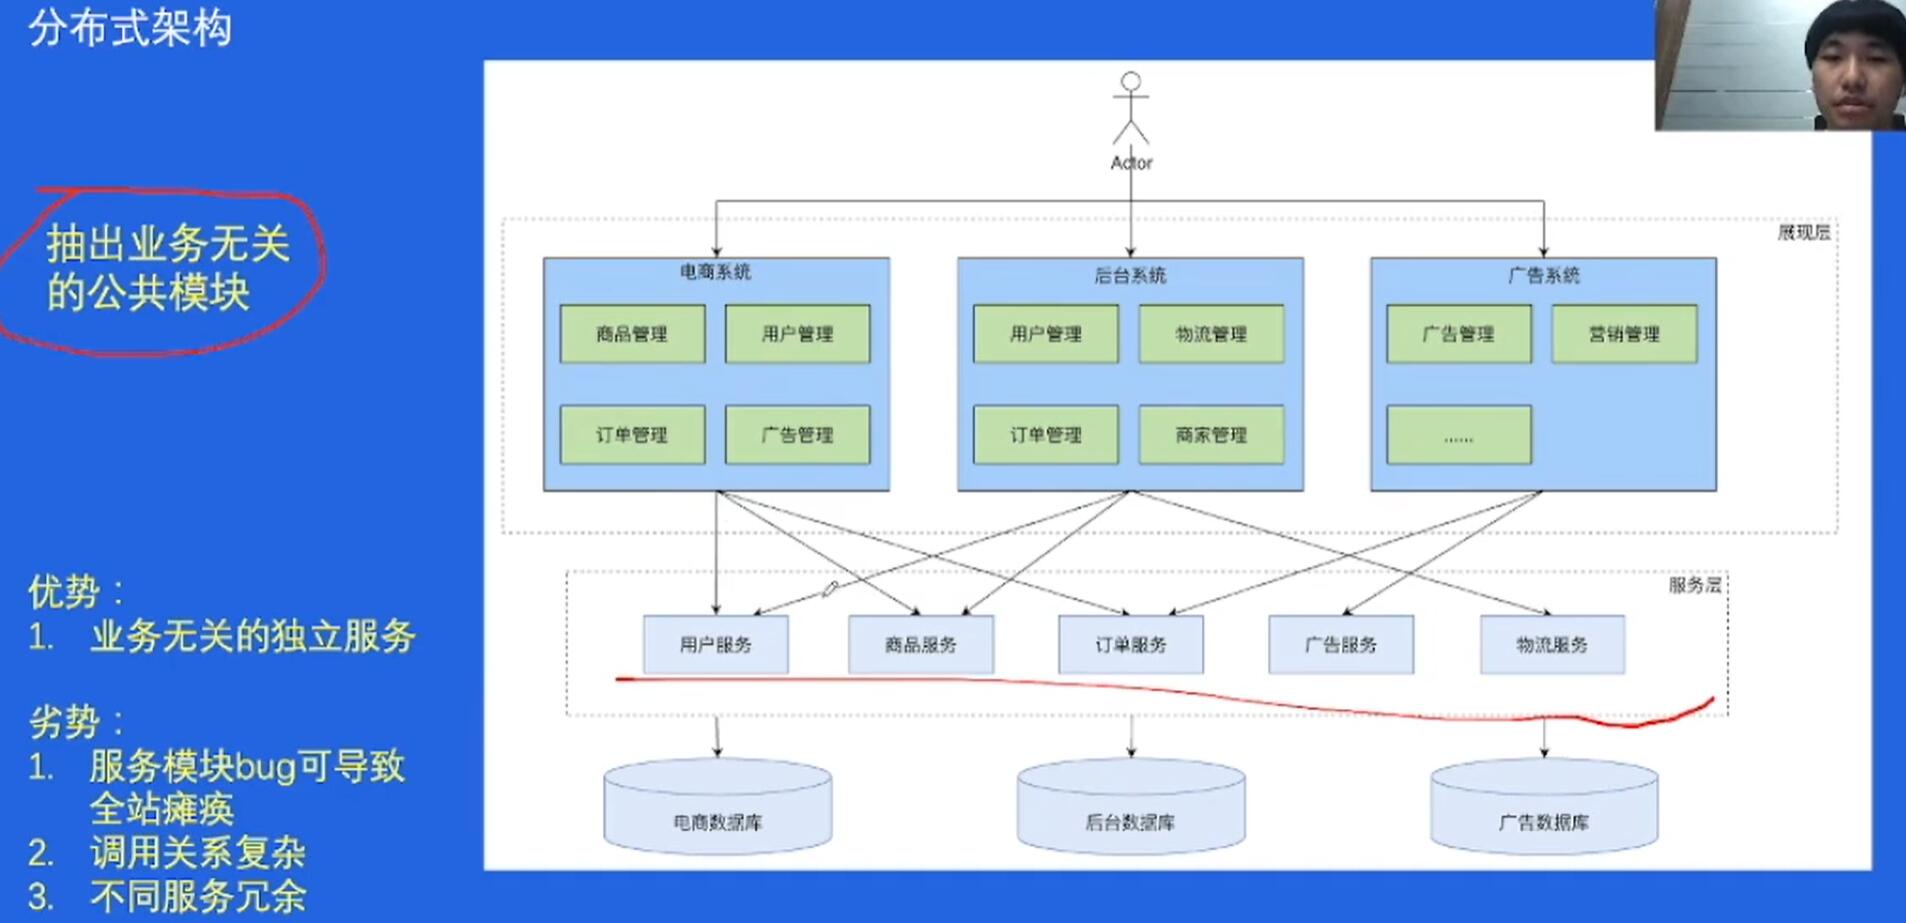 分布式架构
抽出业务无关
的公共模块
优势：
1. 业务无关的独立服务
劣势：
1. 服务模块bug可导致
全站瘫痪
2. 调用关系复杂
3. 不同服务冗余
Actor
展现层
电商系统
商品管理
用户管理
订单管理
广告管理
后台系统
用户管理
物流管理
订单管理
商家管理
广告系统
广告管理
营销管理
......
服务层
用户服务
商品服务
订单服务
广告服务
物流服务
电商数据库
后台数据库
广告数据库